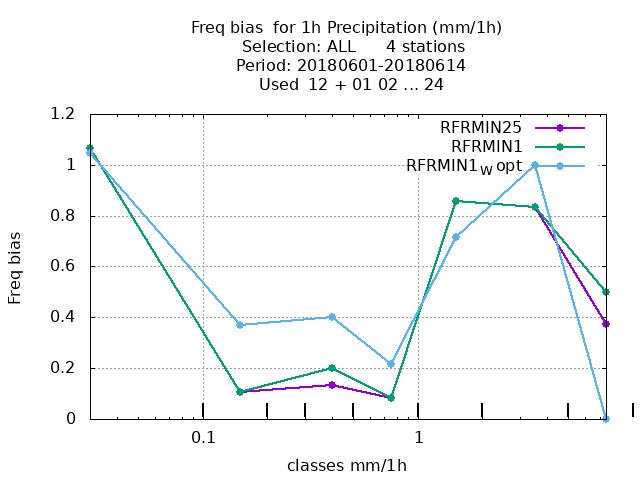 Freq bias  for 1h Precipitation (mm/1h)
Selection: ALL      4 stations
Period: 20180601-20180614
Used  12 + 01 02 ... 24
RFRMIN25
RFRMIN1
RFRMIN1W opt
1.2
1
0.8
0.6
0.4
0.2
0
Freq bias
0.1
1
classes mm/1h